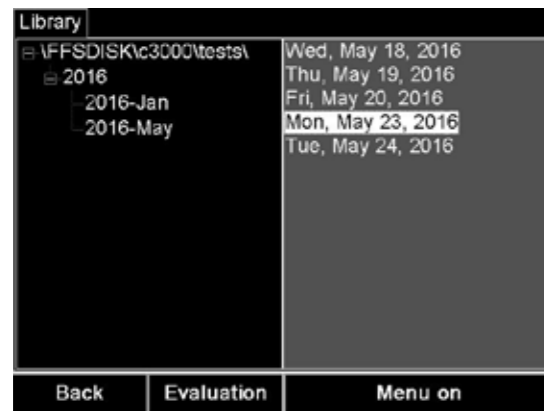 Library
\FFSDISK\c3000\tests\
2016
2016-Jan
2016-May
Wed, May 18, 2016
Thu, May 19, 2016
Fri, May 20, 2016
Mon, May 23, 2016
Tue, May 24, 2016
Back Evaluation Menu on